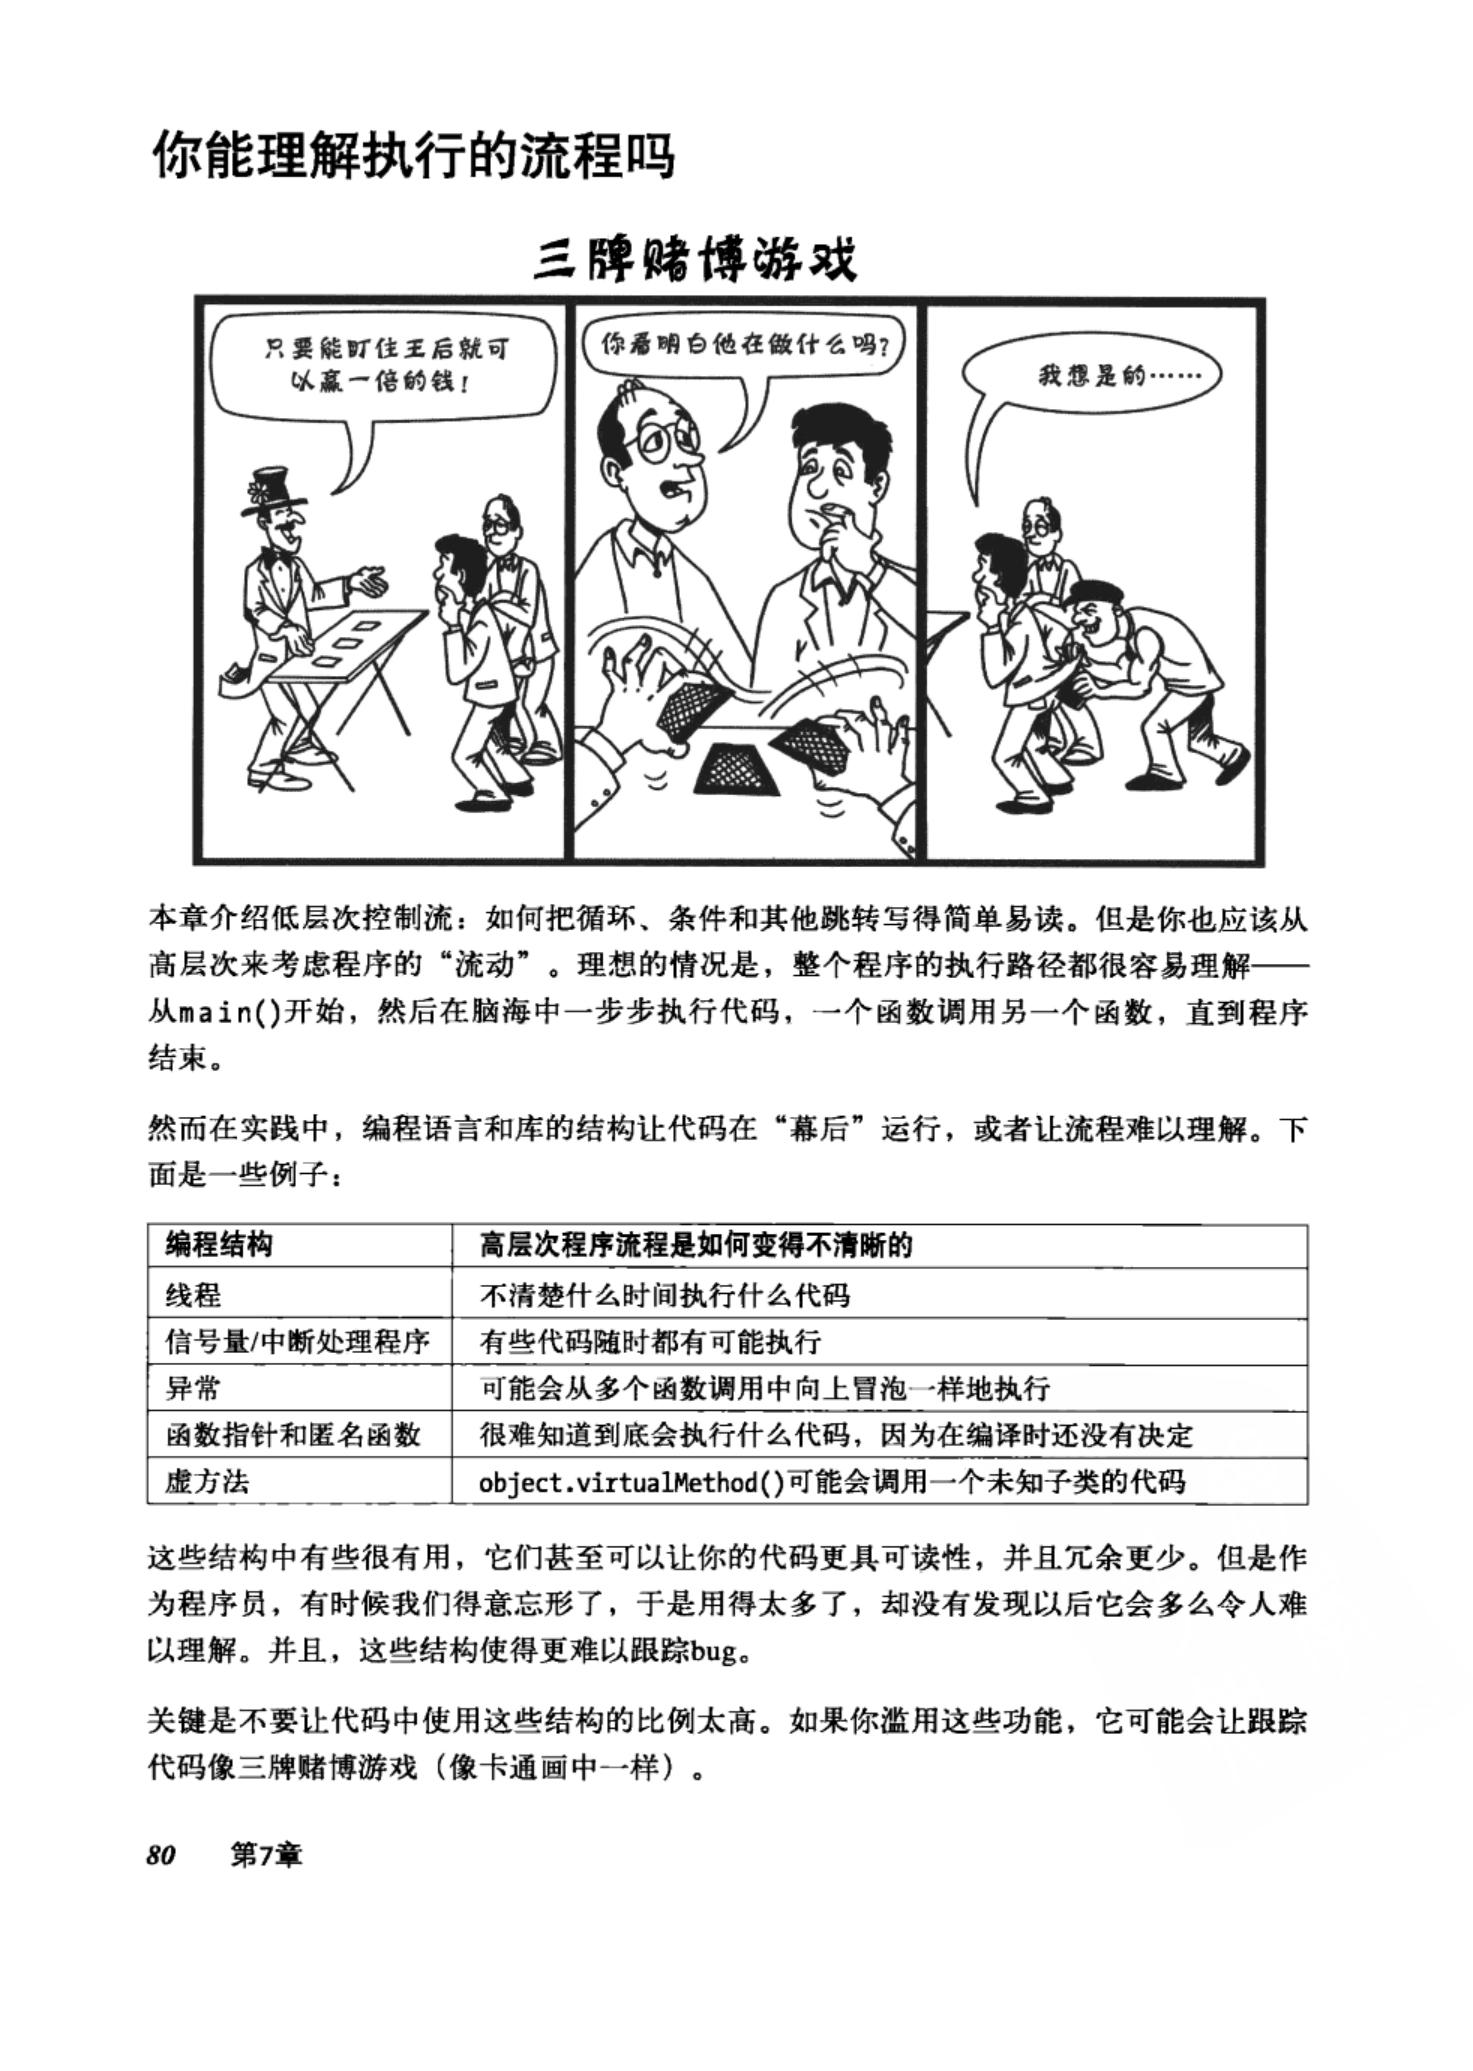 你能理解执行的流程吗
三牌赌博游戏
只要能盯住王后就可
以赢一倍的钱！
你看明白他在做什么吗?
我想是的……
本章介绍低层次控制流：如何把循环、条件和其他跳转写得简单易读。但是你也应该从
高层次来考虑程序的“流动”。理想的情况是，整个程序的执行路径都很容易理解——
从main()开始，然后在脑海中一步步执行代码，一个函数调用另一个函数，直到程序
结束。
然而在实践中，编程语言和库的结构让代码在“幕后”运行，或者让流程难以理解。下
面是一些例子：
编程结构 高层次程序流程是如何变得不清晰的
线程 不清楚什么时间执行什么代码
信号量/中断处理程序 有些代码随时都有可能执行
异常 可能会从多个函数调用中向上冒泡一样地执行
函数指针和匿名函数 很难知道到底会执行什么代码，因为在编译时还没有决定
虚方法 object.virtualMethod()可能会调用一个未知子类的代码
这些结构中有些很有用，它们甚至可以让你的代码更具可读性，并且冗余更少。但是作
为程序员，有时候我们得意忘形了，于是用得太多了，却没有发现以后它会多么令人难
以理解。并且，这些结构使得更难以跟踪bug。
关键是不要让代码中使用这些结构的比例太高。如果你滥用这些功能，它可能会让跟踪
代码像三牌赌博游戏（像卡通画中一样）。
80 第7章